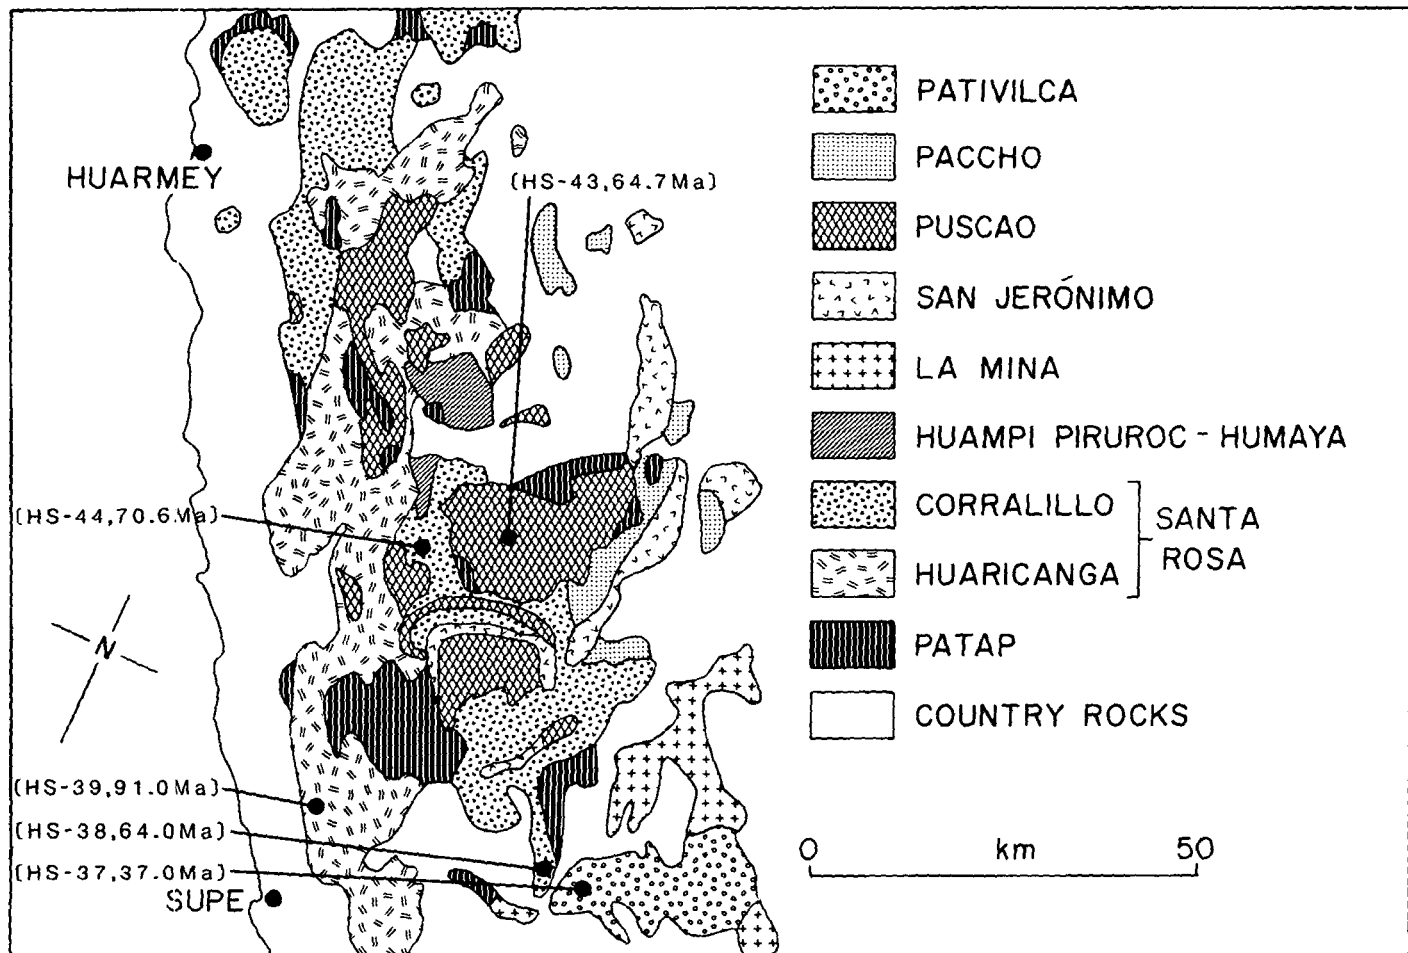 HUARMEY
(HS-43,64.7Ma)
(HS-44,70.6Ma)
N
(HS-39,91.0Ma)
(HS-38,64.0Ma)
(HS-37,37.0Ma)
SUPE
PATIVILCA
PACCHO
PUSCAO
SAN JERÓNIMO
LA MINA
HUAMPI PIRUROC - HUMAYA
CORRALILLO
HUARICANGA
SANTA
ROSA
PATAP
COUNTRY ROCKS
0 km 50